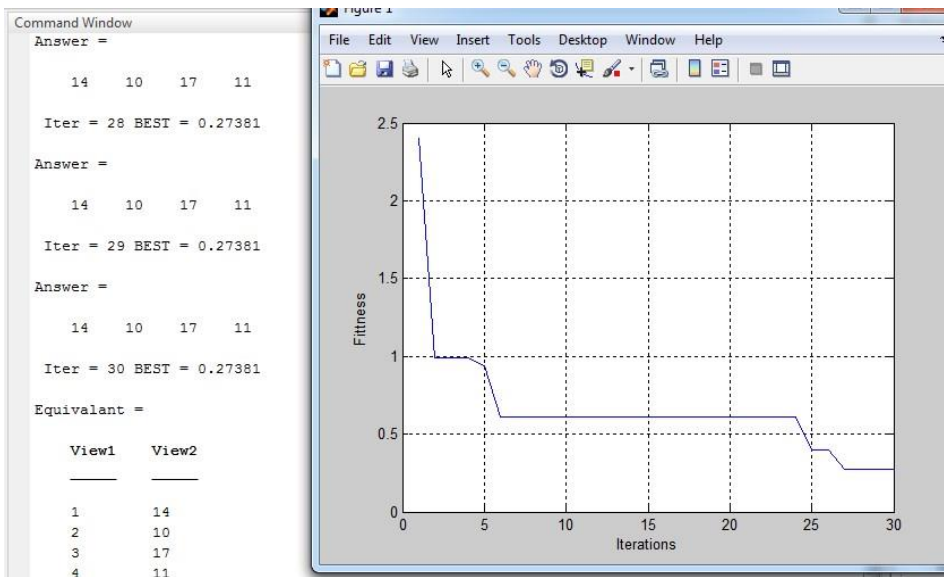 Command Window
Answer =
14 10 17 11
Iter = 28 BEST = 0.27381
Answer =
14 10 17 11
Iter = 29 BEST = 0.27381
Answer =
14 10 17 11
Iter = 30 BEST = 0.27381
Equivalant =
View1 View2
1 14
2 10
3 17
4 11
Figure 1
File Edit View Insert Tools Desktop Window Help
2.5
2
1.5
1
0.5
0
Fittness
0 5 10 15 20 25 30
Iterations